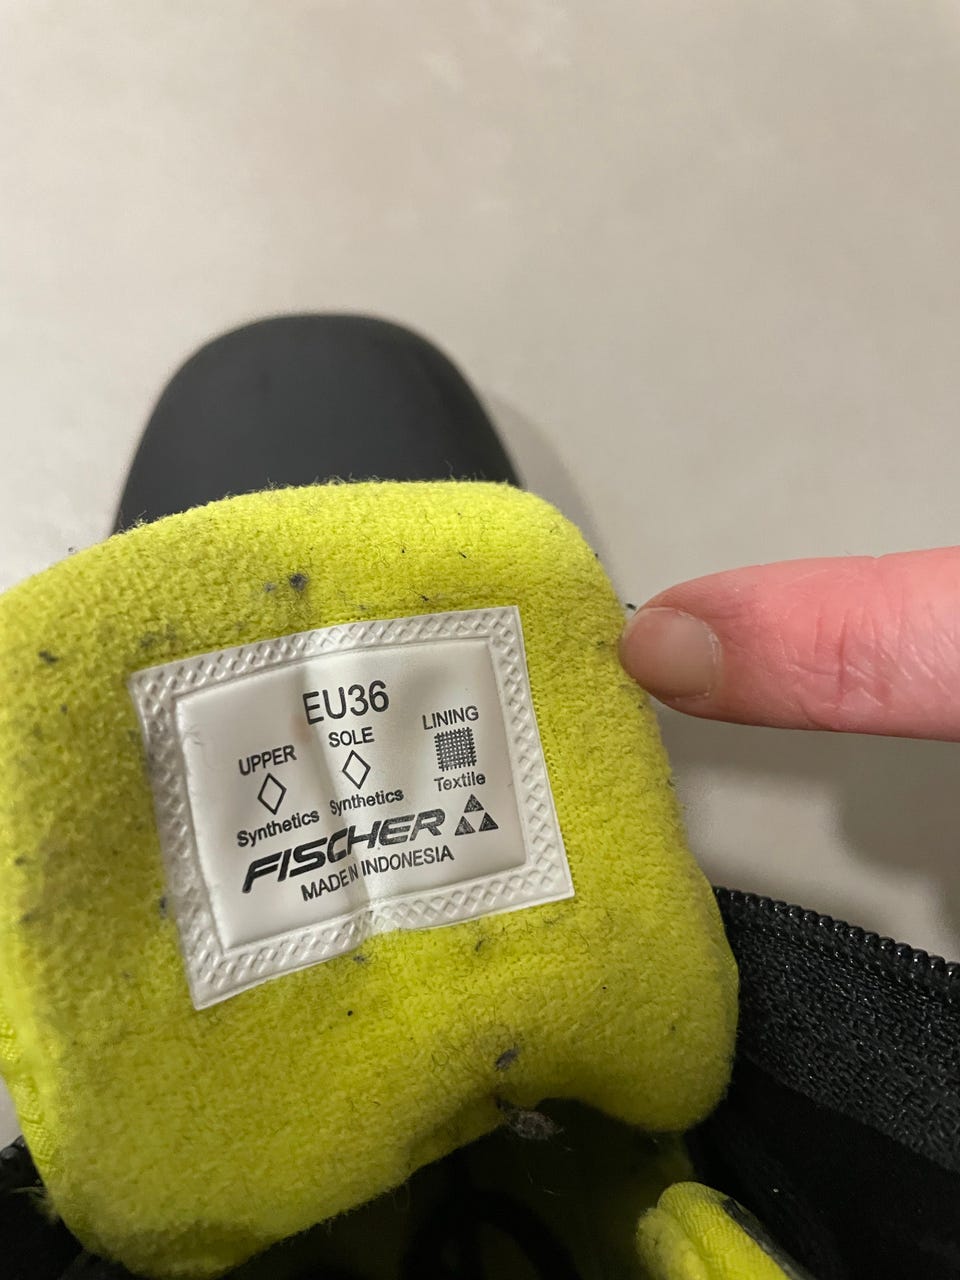 EU36
UPPER SOLE LINING
Synthetics Synthetics Textile
FISCHER
MADE IN INDONESIA